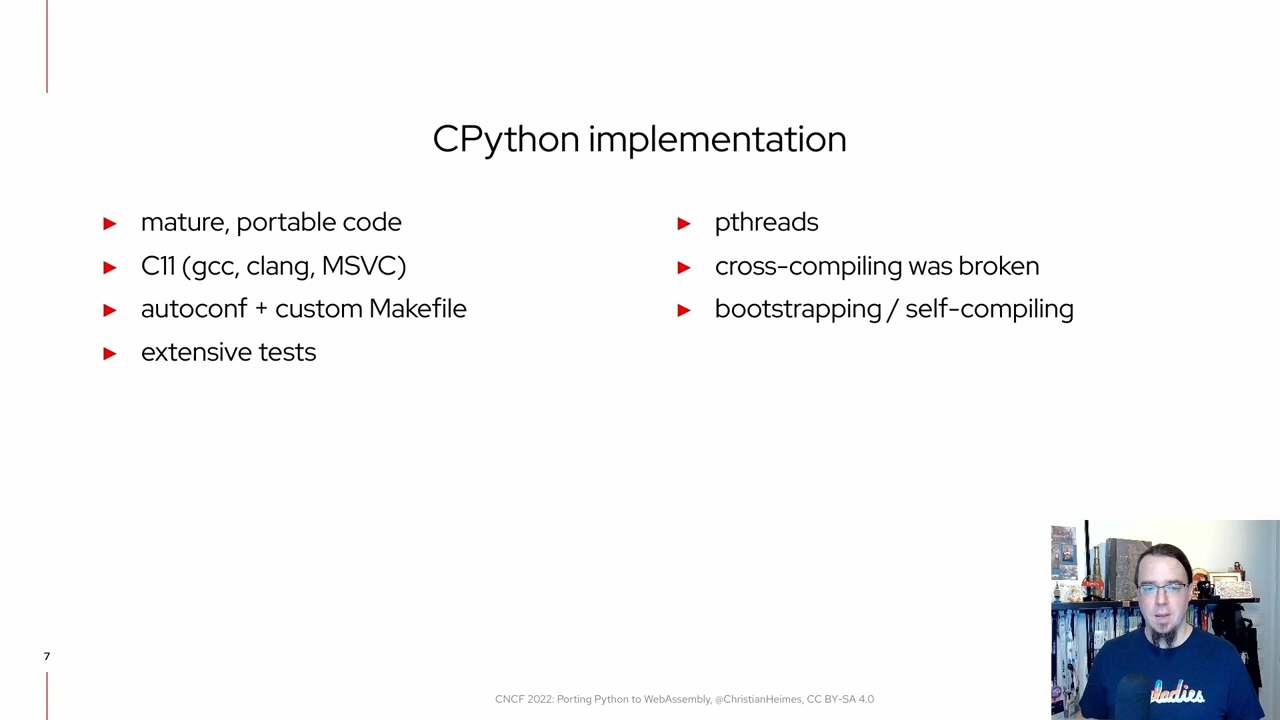 CPython implementation
mature, portable code
C11 (gcc, clang, MSVC)
autoconf + custom Makefile
extensive tests
pthreads
cross-compiling was broken
bootstrapping / self-compiling
7
CNCF 2022: Porting Python to WebAssembly, @ChristianHeimes, CC BY-SA 4.0